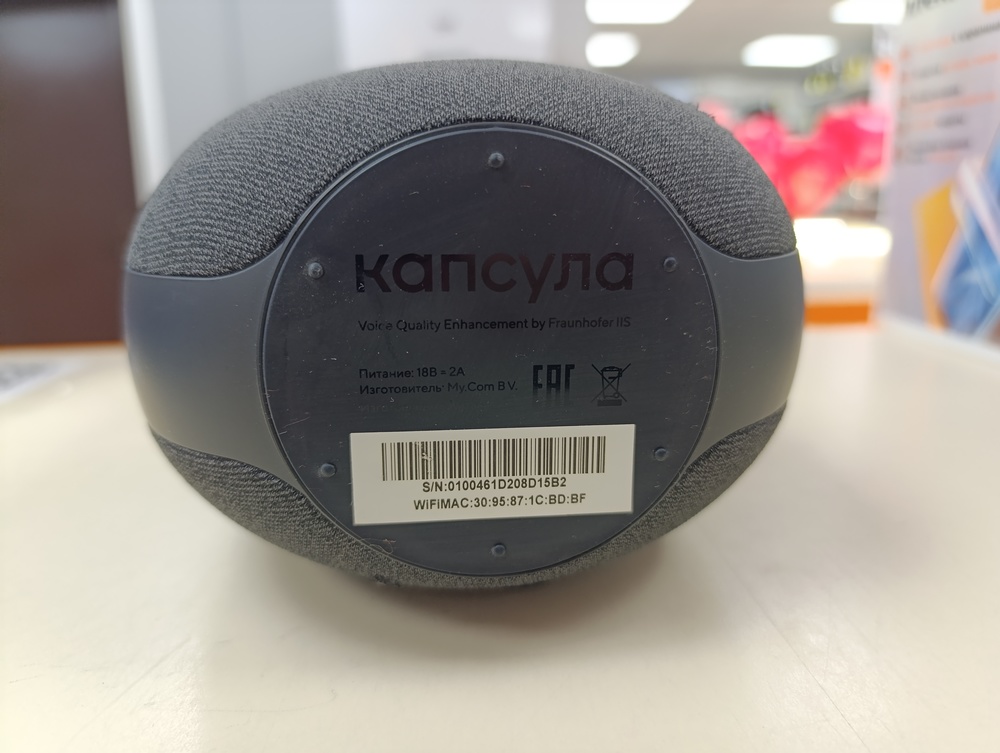 капсула
Voice Quality Enhancement by Fraunhofer IIS
Питание: 18В = 2А
Изготовитель: My.Com B.V.
EAC
S/N:0100461D208D15B2
WiFiMAC:30:95:87:1C:BD:BF